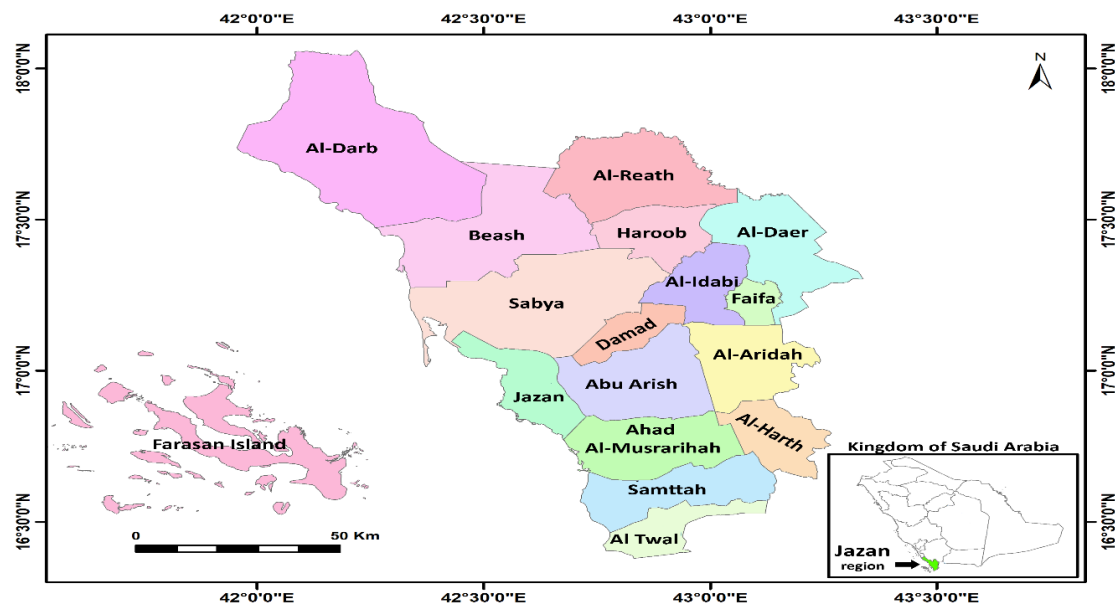 42°0'0"E 42°30'0"E 43°0'0"E 43°30'0"E
18°0'0"N
18°0'0"N
N
Al-Darb
Al-Reath
17°30'0"N
17°30'0"N
Beash
Haroob
Al-Daer
Al-Idabi
Sabya
Faifa
Damad
Al-Aridah
17°0'0"N
17°0'0"N
Abu Arish
Jazan
Ahad
Al-Musrarihah
Al-Harth
Farasan Island
Kingdom of Saudi Arabia
Samttah
16°30'0"N
16°30'0"N
0 50 Km
Al Twal
Jazan
region
42°0'0"E 42°30'0"E 43°0'0"E 43°30'0"E